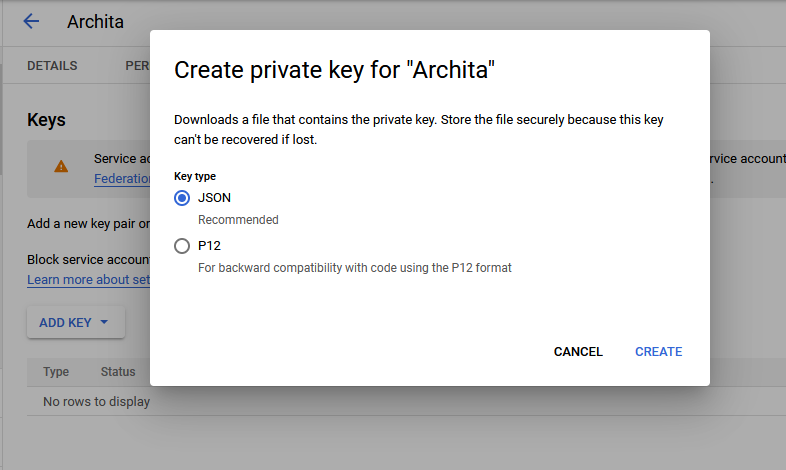 Archita
DETAILS
PER
Create private key for "Archita"
Downloads a file that contains the private key. Store the file securely because this key
can't be recovered if lost.
Key type
JSON
Recommended
P12
For backward compatibility with code using the P12 format
CANCEL CREATE
Keys
Service ac
rvice account
Federation
Add a new key pair or
Block service account
Learn more about set
ADD KEY
Type Status
No rows to display